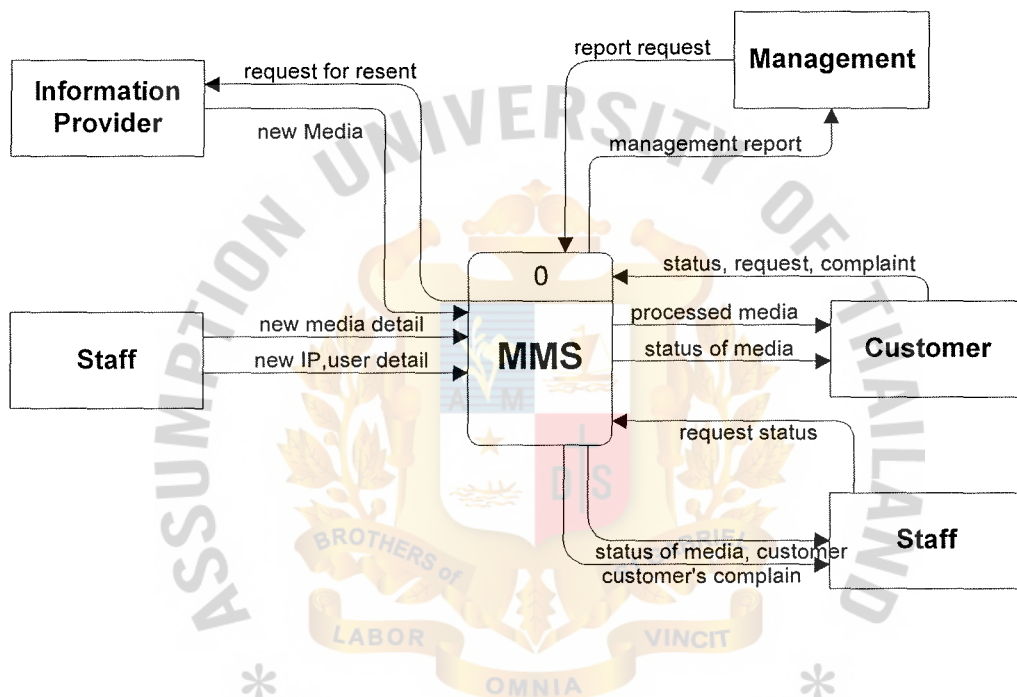 report request
Management
request for resent
Information
Provider
new Media
management report
ASSUMPTION UNIVERSITY OF THAILAND
0
status, request, complaint
new media detail
processed media
Staff
MMS
Customer
new IP,user detail
status of media
A M
request status
D S
Staff
BROTHERS of
status of media, customer
customer's complain
LABOR
VINCIT
OMNIA